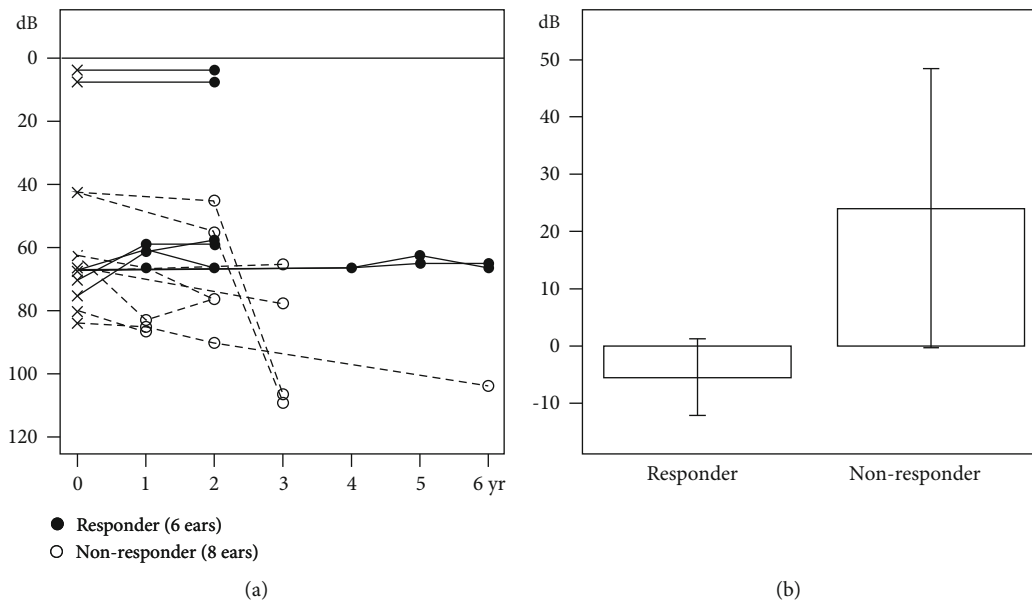 dB
0
20
40
60
80
100
120
0 1 2 3 4 5 6 yr
Responder (6 ears)
Non-responder (8 ears)
(a)
dB
50
40
30
20
10
0
-10
Responder Non-responder
(b)